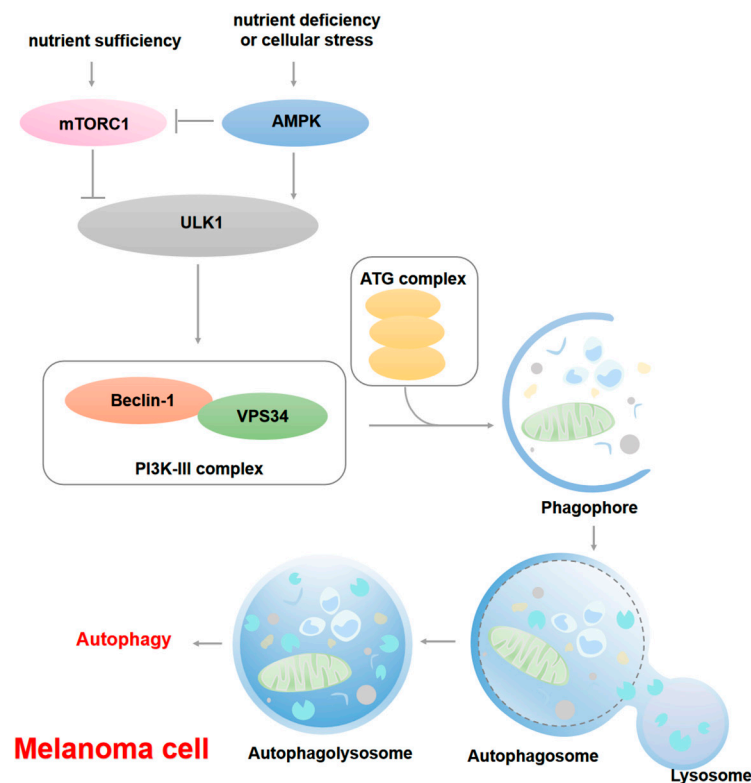 nutrient sufficiency
nutrient deficiency
or cellular stress
mTORC1
AMPK
ULK1
ATG complex
Beclin-1
VPS34
PI3K-III complex
Phagophore
Autophagy
Melanoma cell
Autophagolysosome
Autophagosome
Lysosome